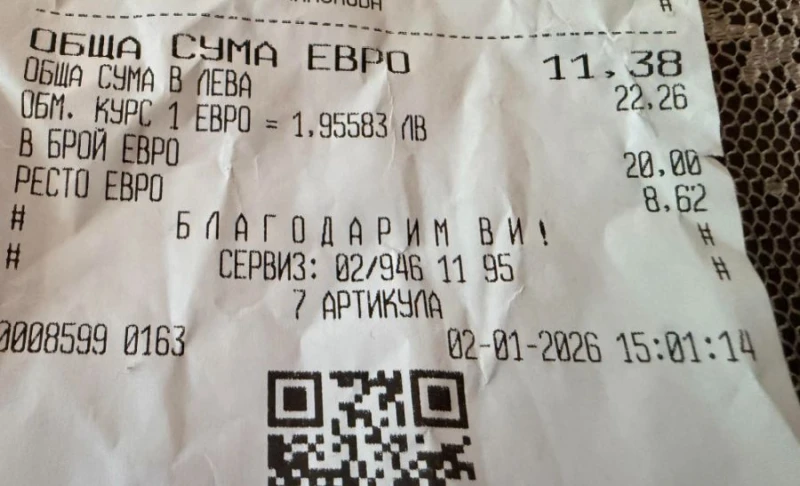 ОБЩА СУМА ЕВРО 11,38
ОБЩА СУМА В ЛЕВА 22,26
ОБМ. КУРС 1 ЕВРО = 1,95583 ЛВ
В БРОЙ ЕВРО 20,00
РЕСТО ЕВРО 8,62
# БЛАГОДАРИМ ВИ! #
# СЕРВИЗ: 02/946 11 95 #
7 АРТИКУЛА
0008599 0163 02-01-2026 15:01:14